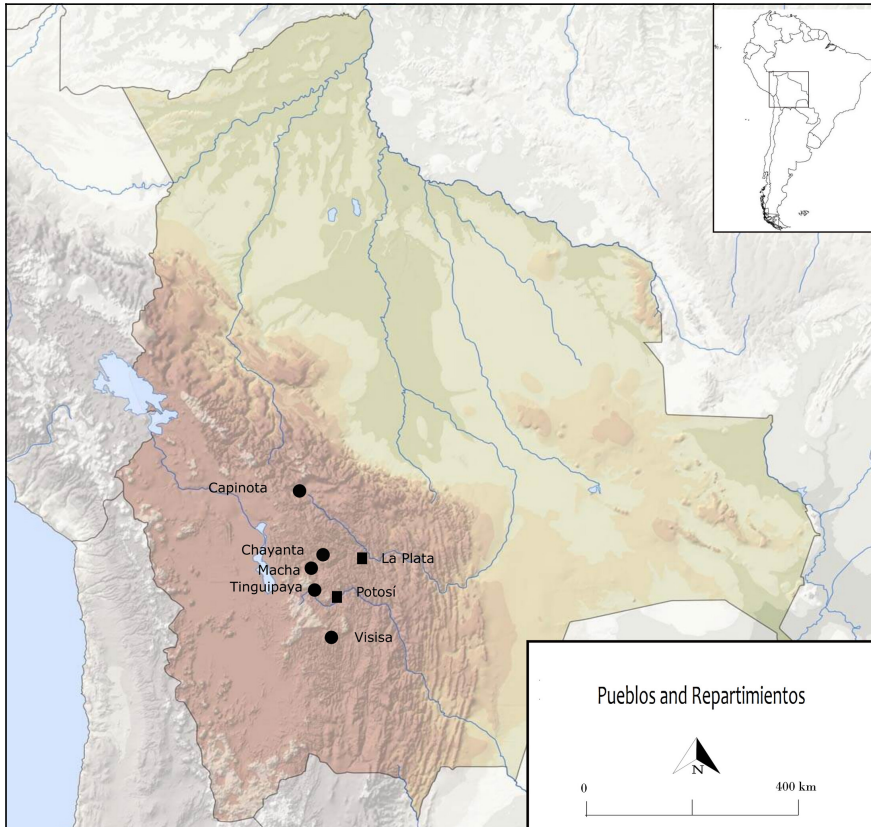 Capinota
Chayanta
La Plata
Macha
Tinguipaya
Potosí
Visisa
Pueblos and Repartimientos
N
0 400 km